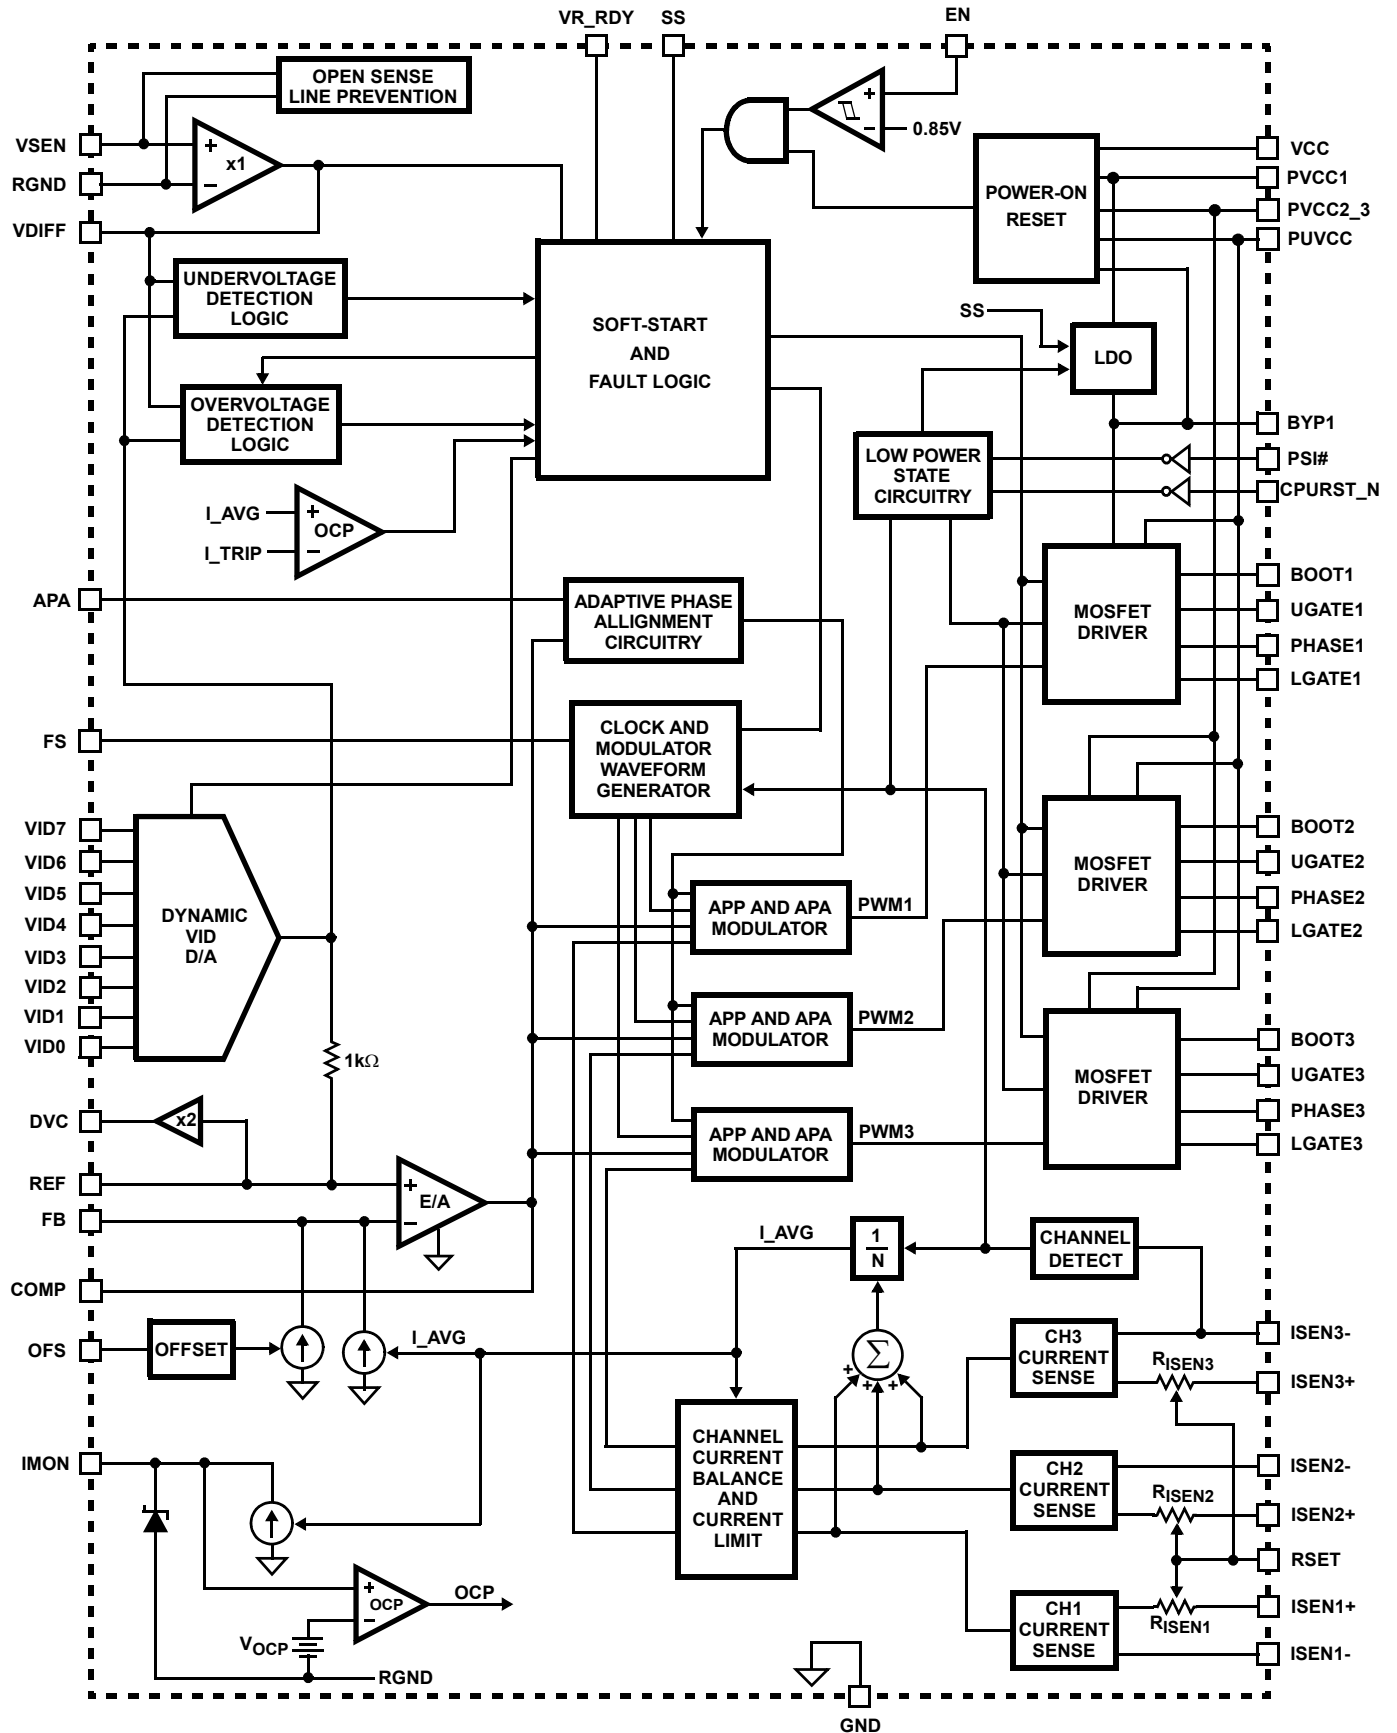 VR_RDY
SS
EN
OPEN SENSE
LINE PREVENTION
VSEN
+
−
x1
RGND
VDIFF
+
−
0.85V
POWER-ON
RESET
VCC
PVCC1
PVCC2_3
PUVCC
UNDERVOLTAGE
DETECTION
LOGIC
SOFT-START
AND
FAULT LOGIC
SS
LDO
OVERVOLTAGE
DETECTION
LOGIC
BYP1
LOW POWER
STATE
CIRCUITRY
PSI#
CPURST_N
I_AVG
I_TRIP
+
−
OCP
APA
ADAPTIVE PHASE
ALLIGNMENT
CIRCUITRY
MOSFET
DRIVER
BOOT1
UGATE1
PHASE1
LGATE1
FS
CLOCK AND
MODULATOR
WAVEFORM
GENERATOR
VID7
VID6
VID5
VID4
VID3
VID2
VID1
VID0
DYNAMIC
VID
D/A
APP AND APA
MODULATOR
PWM1
MOSFET
DRIVER
BOOT2
UGATE2
PHASE2
LGATE2
APP AND APA
MODULATOR
PWM2
1kΩ
MOSFET
DRIVER
BOOT3
UGATE3
PHASE3
LGATE3
DVC
x2
APP AND APA
MODULATOR
PWM3
REF
FB
+
−
E/A
COMP
I_AVG
1
N
CHANNEL
DETECT
OFS
OFFSET
I_AVG
Σ
+
+
+
CH3
CURRENT
SENSE
RISEN3
ISEN3-
ISEN3+
CHANNEL
CURRENT
BALANCE
AND
CURRENT
LIMIT
IMON
CH2
CURRENT
SENSE
RISEN2
ISEN2-
ISEN2+
RSET
+
−
OCP
OCP
VOCP
RGND
CH1
CURRENT
SENSE
RISEN1
ISEN1+
ISEN1-
GND